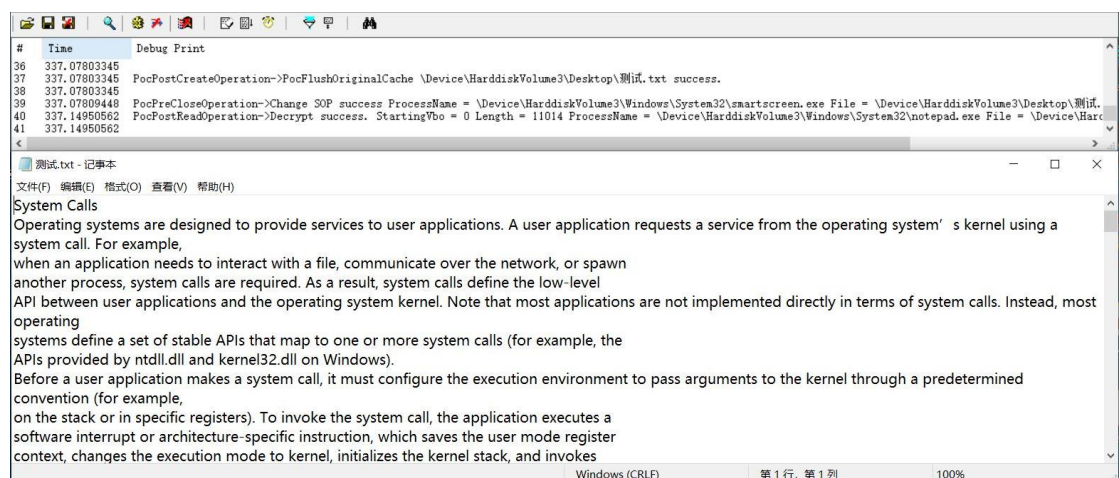 # Time Debug Print
36 337.07803345
37 337.07803345 PocPostCreateOperation->PocFlushOriginalCache \Device\HarddiskVolume3\Desktop\测试.txt success.
38 337.07803345
39 337.07809448 PocPreCloseOperation->Change SOP success ProcessName = \Device\HarddiskVolume3\Windows\System32\smartscreen.exe File = \Device\HarddiskVolume3\Desktop\测试.
40 337.14950562 PocPostReadOperation->Decrypt success. StartingVbo = 0 Length = 11014 ProcessName = \Device\HarddiskVolume3\Windows\System32\notepad.exe File = \Device\Hard
41 337.14950562
测试.txt - 记事本
文件(F) 编辑(E) 格式(O) 查看(V) 帮助(H)
System Calls
Operating systems are designed to provide services to user applications. A user application requests a service from the operating system’s kernel using a
system call. For example,
when an application needs to interact with a file, communicate over the network, or spawn
another process, system calls are required. As a result, system calls define the low-level
API between user applications and the operating system kernel. Note that most applications are not implemented directly in terms of system calls. Instead, most
operating
systems define a set of stable APIs that map to one or more system calls (for example, the
APIs provided by ntdll.dll and kernel32.dll on Windows).
Before a user application makes a system call, it must configure the execution environment to pass arguments to the kernel through a predetermined
convention (for example,
on the stack or in specific registers). To invoke the system call, the application executes a
software interrupt or architecture-specific instruction, which saves the user mode register
context, changes the execution mode to kernel, initializes the kernel stack, and invokes
Windows (CRLF) 第 1 行，第 1 列 100%